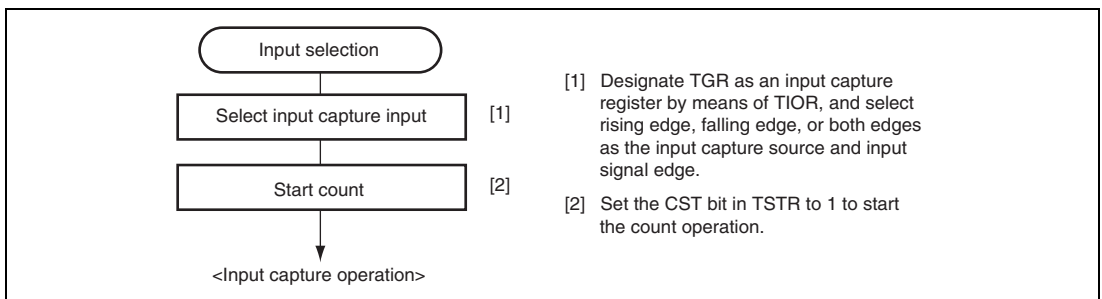 Input selection
Select input capture input
[1]
Start count
[2]
<Input capture operation>
[1] Designate TGR as an input capture
register by means of TIOR, and select
rising edge, falling edge, or both edges
as the input capture source and input
signal edge.
[2] Set the CST bit in TSTR to 1 to start
the count operation.